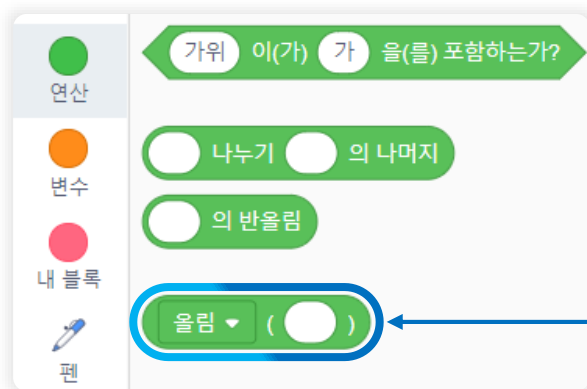 연산
변수
내 블록
펜
가위 이(가) 가 을(를) 포함하는가?
나누기 의 나머지
의 반올림
올림 ( )